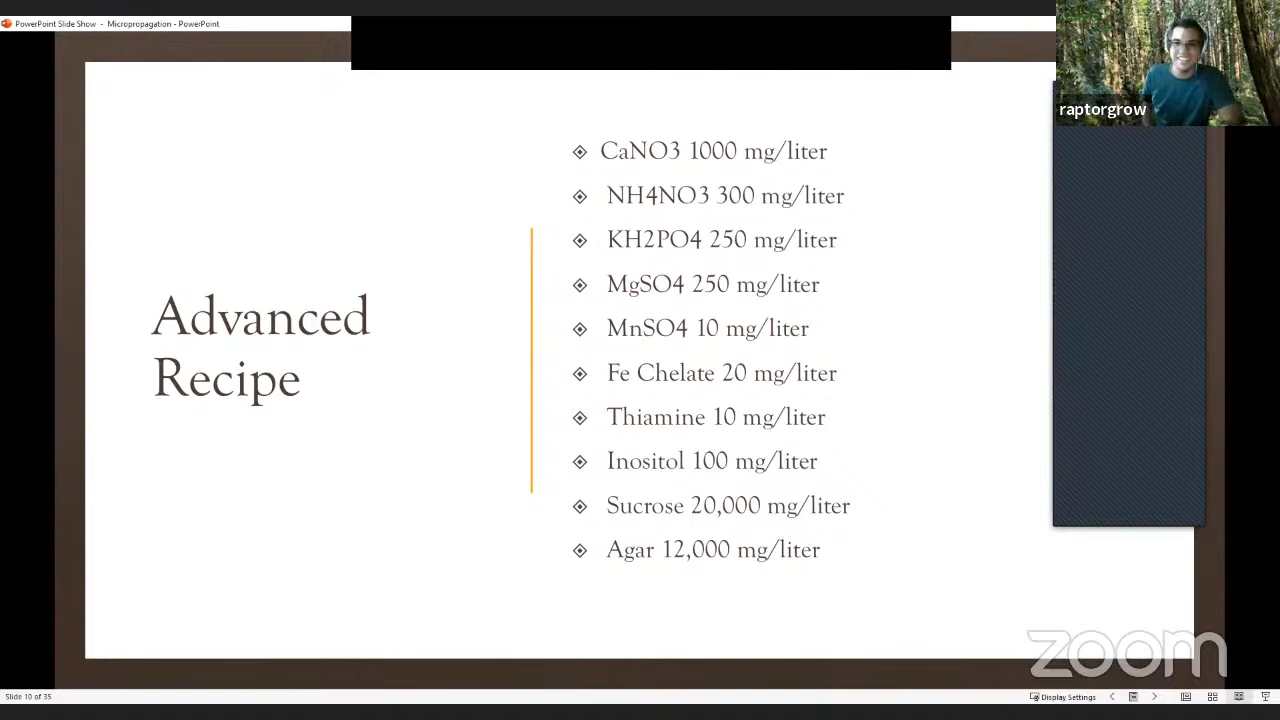 PowerPoint Slide Show - Micropropagation - PowerPoint
raptorgrow
Advanced
Recipe
CaNO3 1000 mg/liter
NH4NO3 300 mg/liter
KH2PO4 250 mg/liter
MgSO4 250 mg/liter
MnSO4 10 mg/liter
Fe Chelate 20 mg/liter
Thiamine 10 mg/liter
Inositol 100 mg/liter
Sucrose 20,000 mg/liter
Agar 12,000 mg/liter
zoom
Slide 10 of 35
Display Settings